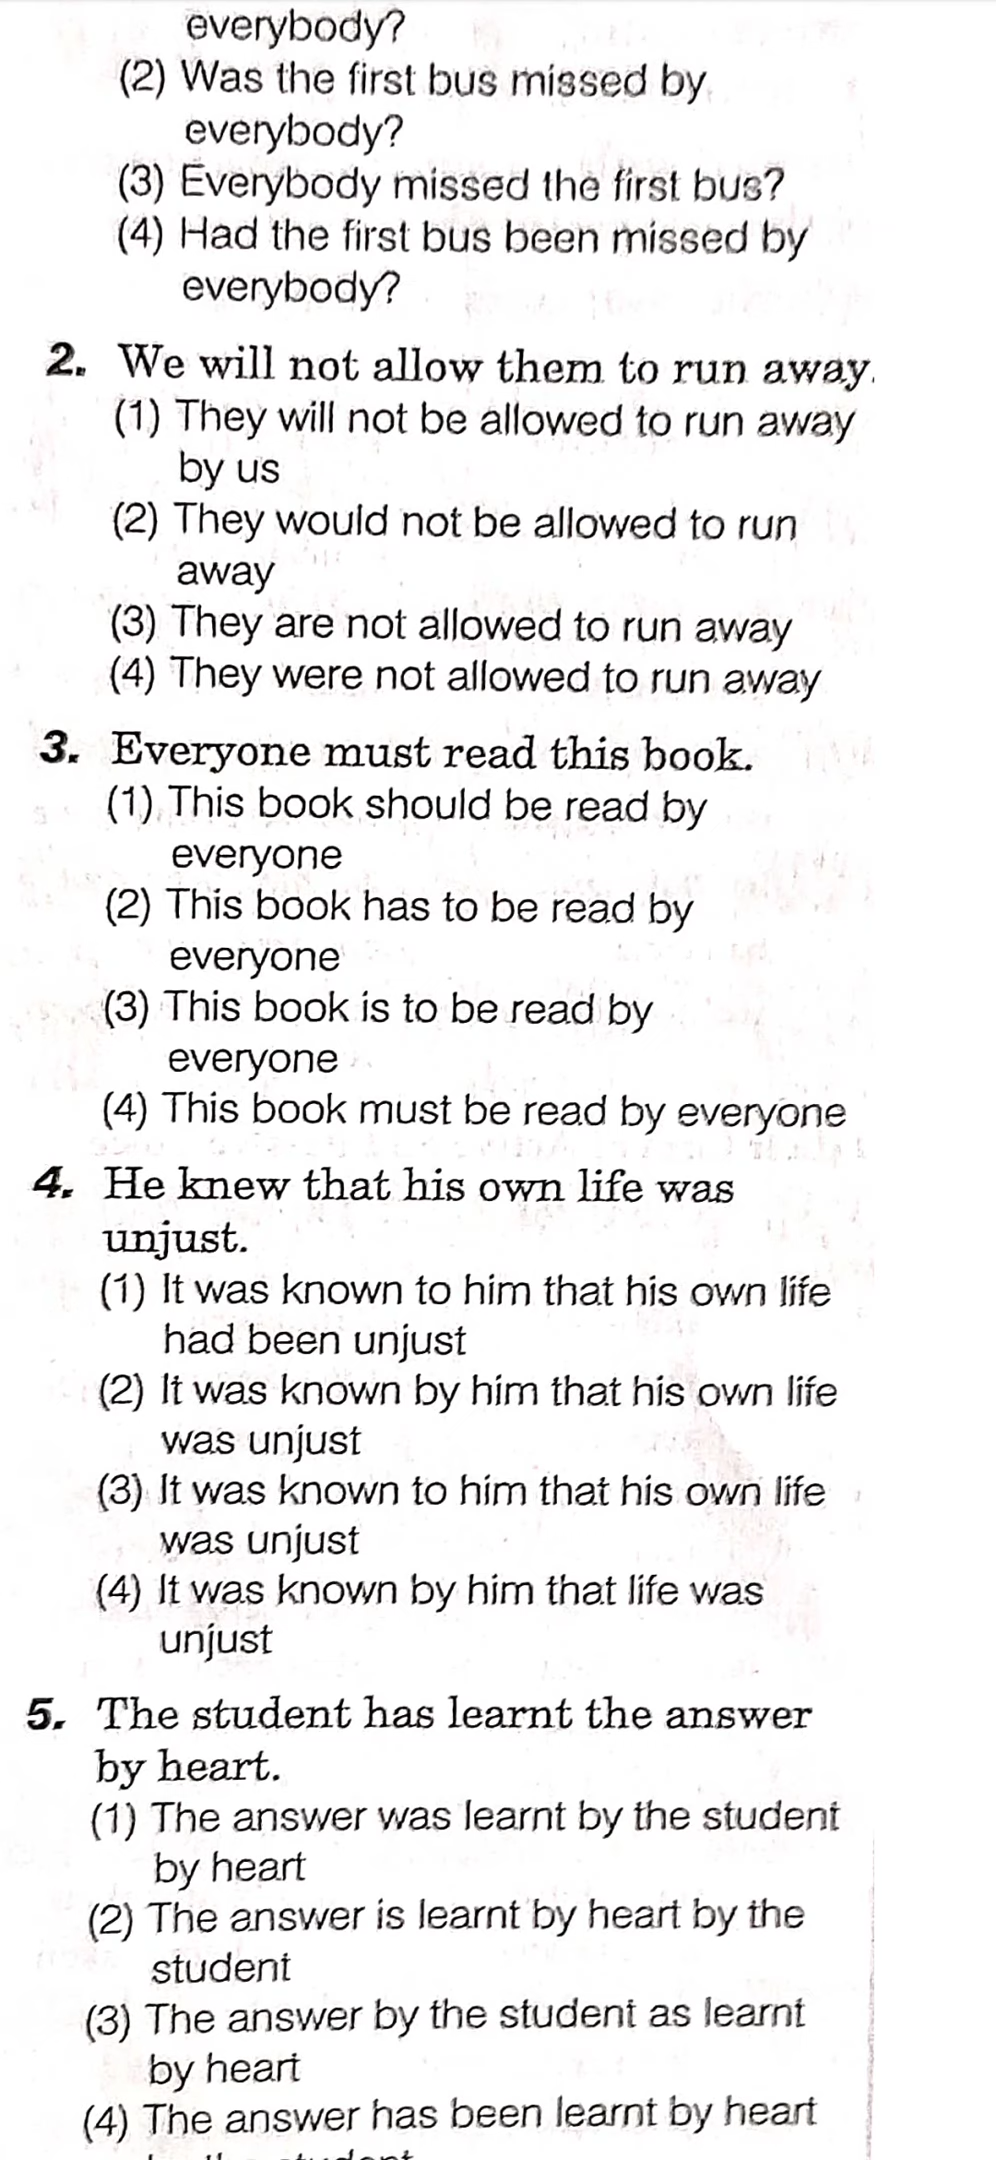 everybody?
(2) Was the first bus missed by
everybody?
(3) Everybody missed the first bus?
(4) Had the first bus been missed by
everybody?
2. We will not allow them to run away.
(1) They will not be allowed to run away
by us
(2) They would not be allowed to run
away
(3) They are not allowed to run away
(4) They were not allowed to run away
3. Everyone must read this book.
(1) This book should be read by
everyone
(2) This book has to be read by
everyone
(3) This book is to be read by
everyone
(4) This book must be read by everyone
4. He knew that his own life was
unjust.
(1) It was known to him that his own life
had been unjust
(2) It was known by him that his own life
was unjust
(3) It was known to him that his own life
was unjust
(4) It was known by him that life was
unjust
5. The student has learnt the answer
by heart.
(1) The answer was learnt by the student
by heart
(2) The answer is learnt by heart by the
student
(3) The answer by the student as learnt
by heart
(4) The answer has been learnt by heart